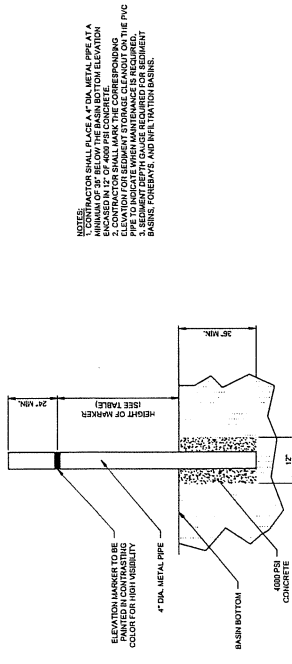 NOTES:
1. CONTRACTOR SHALL PLACE A 4" DIA. METAL PIPE AT A
MINIMUM OF 36" BELOW THE BASIN BOTTOM ELEVATION
ENCASED IN 12" OF 4000 PSI CONCRETE.
2. CONTRACTOR SHALL MARK THE CORRESPONDING
ELEVATION FOR SEDIMENT STORAGE CLEANOUT ON THE PVC
PIPE TO INDICATE WHEN MAINTENANCE IS REQUIRED.
3. SEDIMENT DEPTH GAUGE REQUIRED FOR SEDIMENT
BASINS, FOREBAYS, AND INFILTRATION BASINS.
24" MIN.
HEIGHT OF MARKER
(SEE TABLE)
36" MIN.
ELEVATION MARKER TO BE
PAINTED IN CONTRASTING
COLOR FOR HIGH VISIBILITY
4" DIA. METAL PIPE
BASIN BOTTOM
4000 PSI
CONCRETE
12"